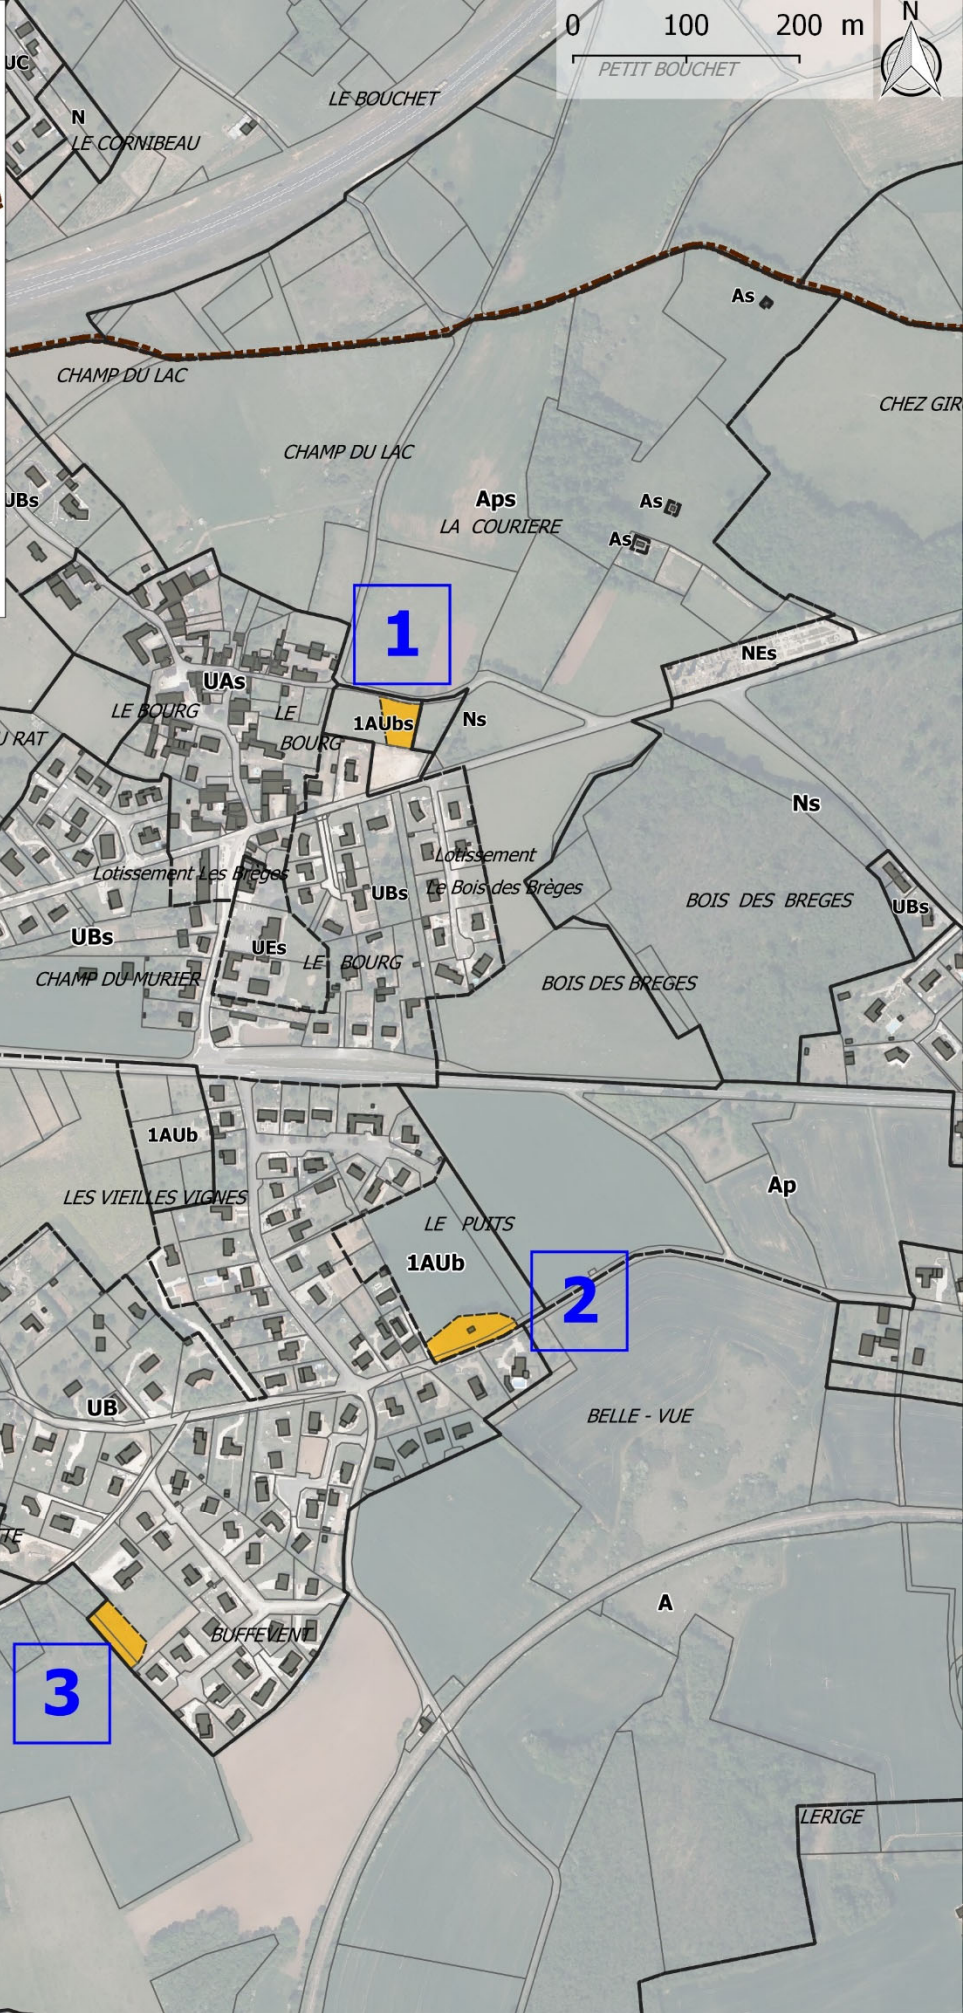 0 100 200 m N
PETIT BOUCHET
UC
LE BOUCHET
N
LE CORNIBEAU
As
CHAMP DU LAC
CHEZ GIR
CHAMP DU LAC
UBs
Aps
As
LA COURIERE
As
1
NEs
UAs
LE BOURG
LE
BOURG
1AUbs
Ns
U RAT
Ns
Lotissement
Le Bois des Brèges
Lotissement Les Brèges
UBs
BOIS DES BREGES
UBs
UBs
UEs
LE BOURG
CHAMP DU MURIER
BOIS DES BREGES
1AUb
LES VIEILLES VIGNES
Ap
LE PUITS
1AUb
2
UB
BELLE - VUE
TE
A
BUFFEVENT
3
LERIGE